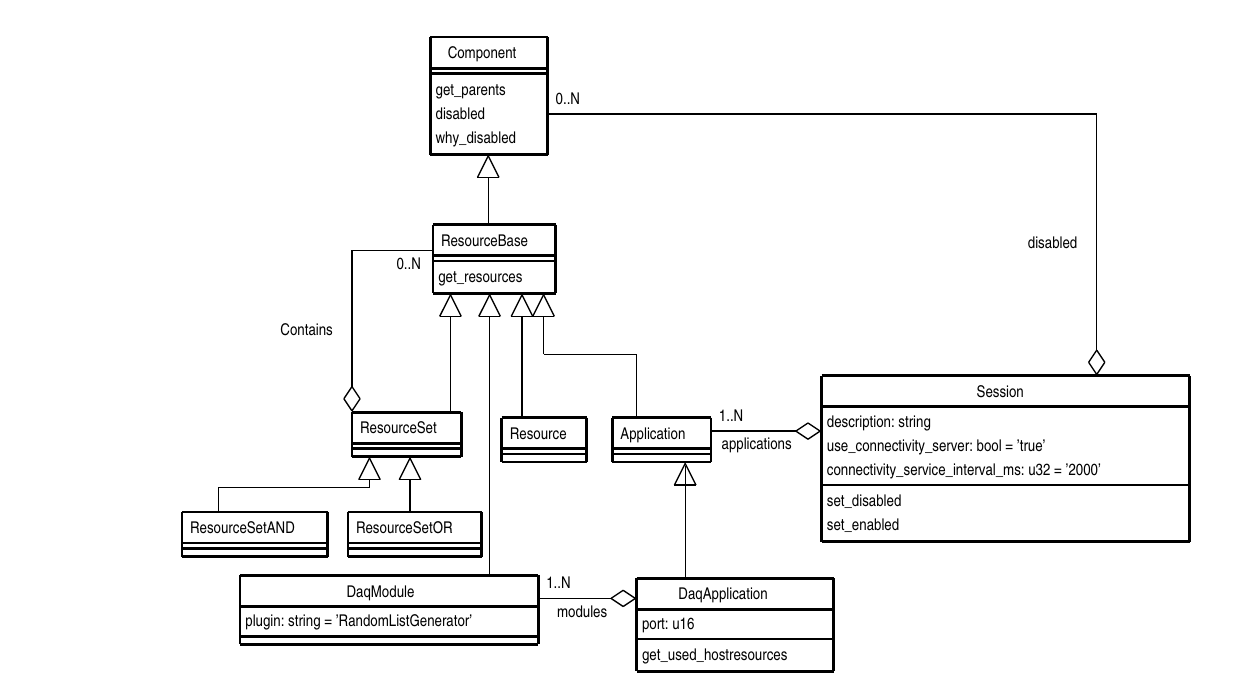 Component
get_parents
disabled
why_disabled
0..N
disabled
ResourceBase
get_resources
0..N
Contains
ResourceSet
Resource
Application
1..N
applications
Session
description: string
use_connectivity_server: bool = 'true'
connectivity_service_interval_ms: u32 = '2000'
set_disabled
set_enabled
ResourceSetAND
ResourceSetOR
DaqModule
plugin: string = 'RandomListGenerator'
1..N
modules
DaqApplication
port: u16
get_used_hostresources